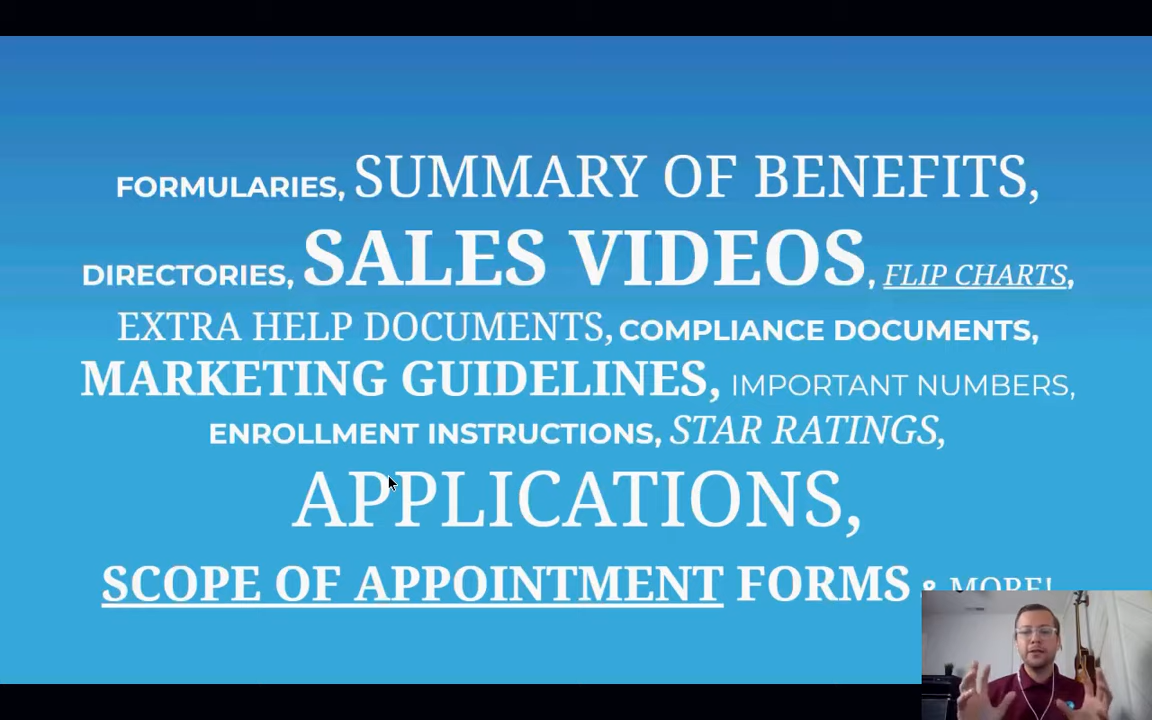 FORMULARIES, SUMMARY OF BENEFITS,
DIRECTORIES, SALES VIDEOS, FLIP CHARTS,
EXTRA HELP DOCUMENTS, COMPLIANCE DOCUMENTS,
MARKETING GUIDELINES, IMPORTANT NUMBERS,
ENROLLMENT INSTRUCTIONS, STAR RATINGS,
APPLICATIONS,
SCOPE OF APPOINTMENT FORMS & MORE!